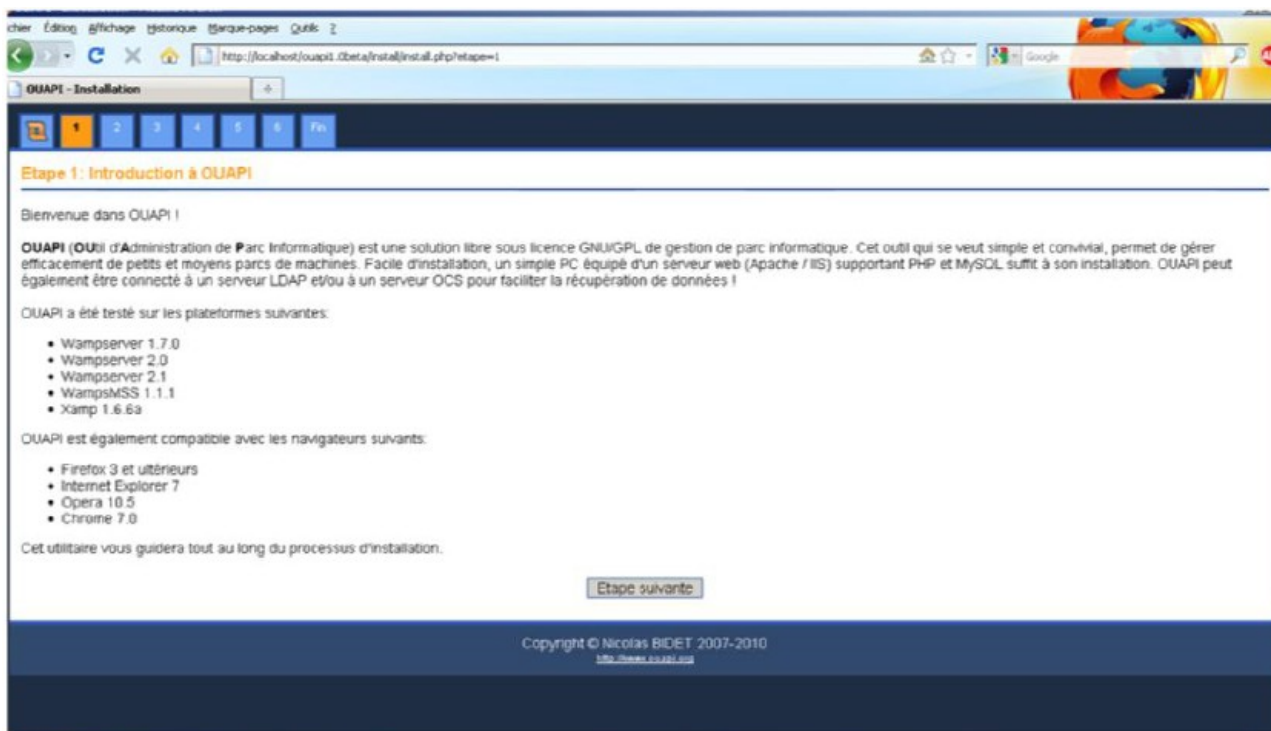 chier Édition Affichage Historique Marque-pages Outils ?
http://localhost/ouapi1.0beta/install/install.php?etape=1
Google
OUAPI - Installation
1 2 3 4 5 6 Fin
Etape 1: Introduction à OUAPI
Bienvenue dans OUAPI !
OUAPI (OUtil d'Administration de Parc Informatique) est une solution libre sous licence GNU/GPL de gestion de parc informatique. Cet outil qui se veut simple et convivial, permet de gérer
efficacement de petits et moyens parcs de machines. Facile d'installation, un simple PC équipé d'un serveur web (Apache / IIS) supportant PHP et MySQL suffit à son installation. OUAPI peut
également être connecté à un serveur LDAP et/ou à un serveur OCS pour faciliter la récupération de données !
OUAPI a été testé sur les plateformes suivantes:
• Wampserver 1.7.0
• Wampserver 2.0
• Wampserver 2.1
• WampsMSS 1.1.1
• Xamp 1.6.6a
OUAPI est également compatible avec les navigateurs suivants:
• Firefox 3 et ultérieurs
• Internet Explorer 7
• Opera 10.5
• Chrome 7.0
Cet utilitaire vous guidera tout au long du processus d'installation.
Etape suivante
Copyright © Nicolas BIDET 2007-2010
http://www.ouapi.org